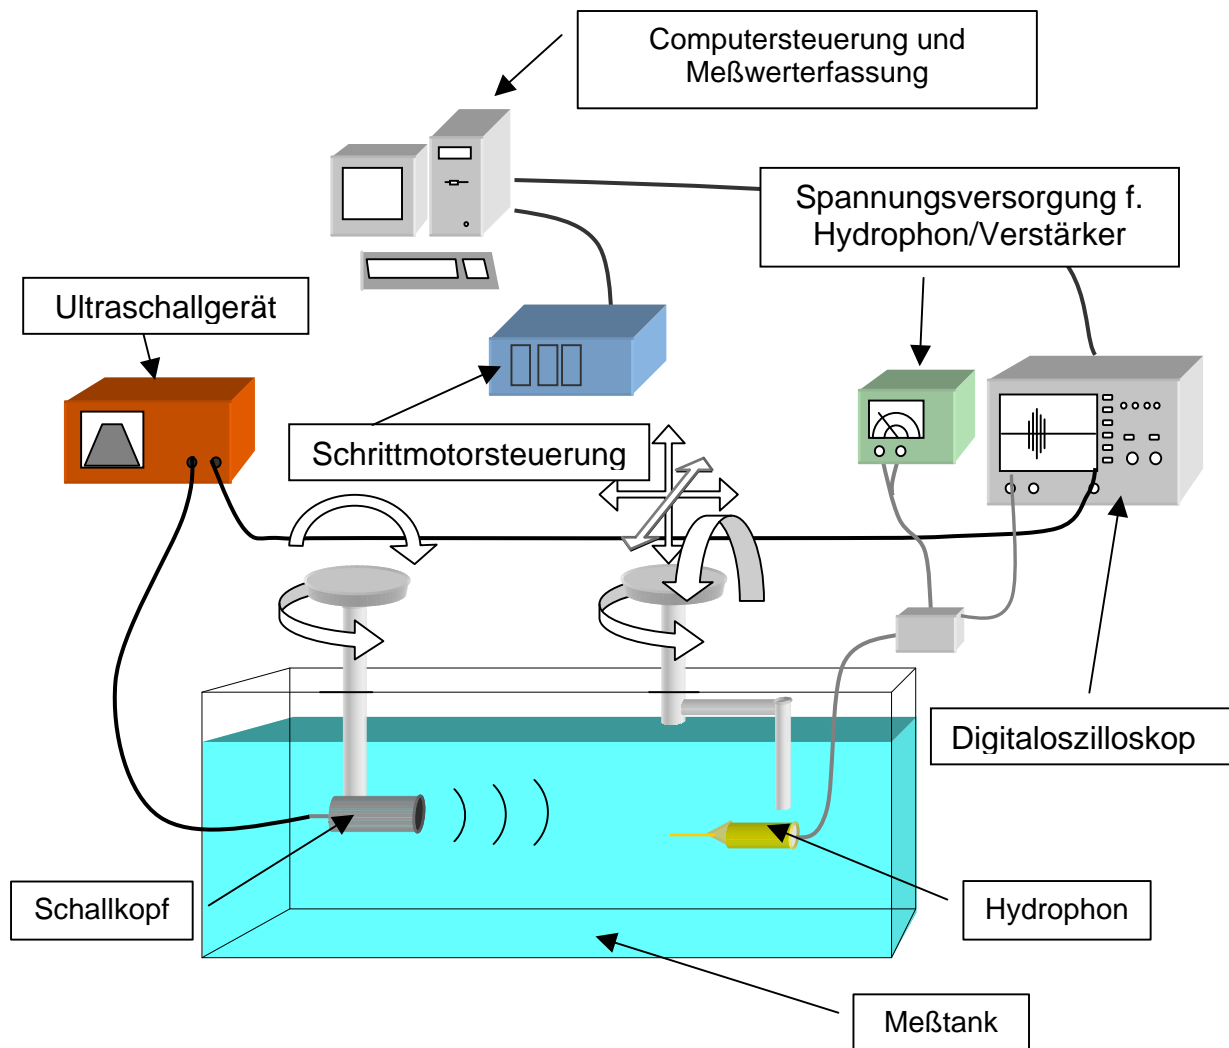 Computersteuerung und
Meßwerterfassung
Spannungsversorgung f.
Hydrophon/Verstärker
Ultraschallgerät
Schrittmotorsteuerung
Digitaloszilloskop
Schallkopf
Hydrophon
Meßtank